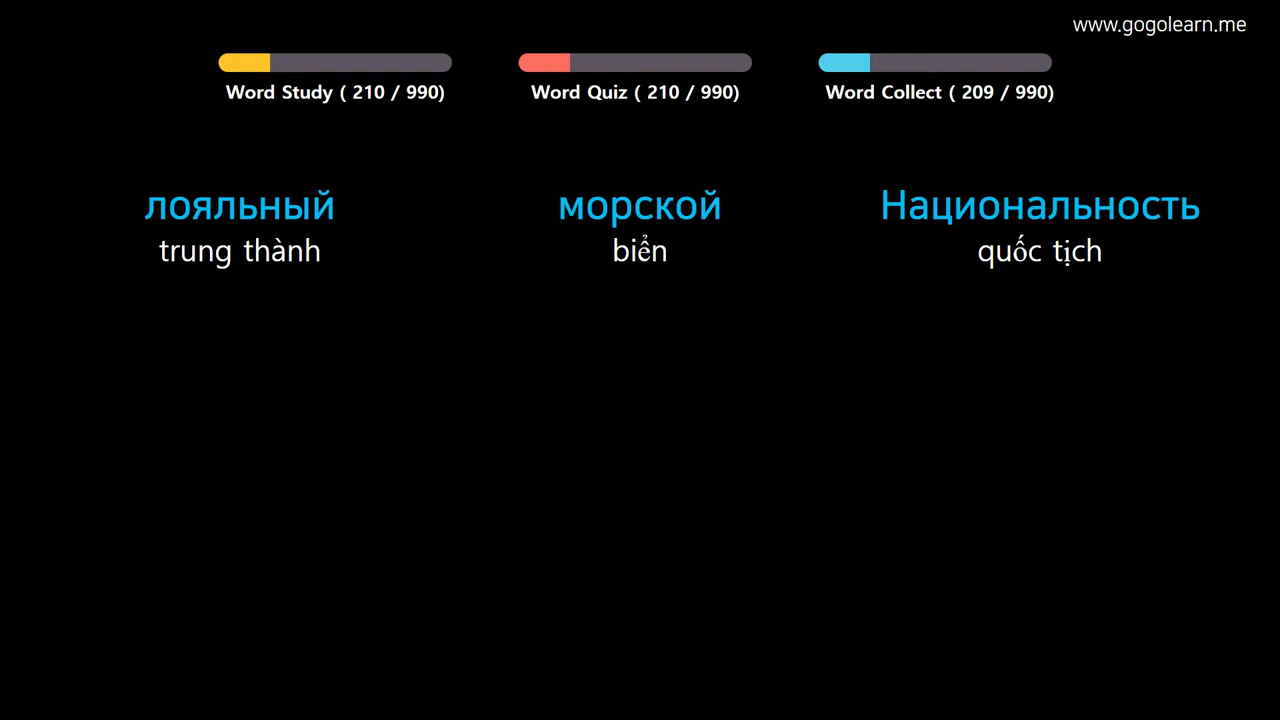 www.gogolearn.me
Word Study ( 210 / 990)
Word Quiz ( 210 / 990)
Word Collect ( 209 / 990)
лояльный
trung thành
морской
biển
Национальность
quốc tịch